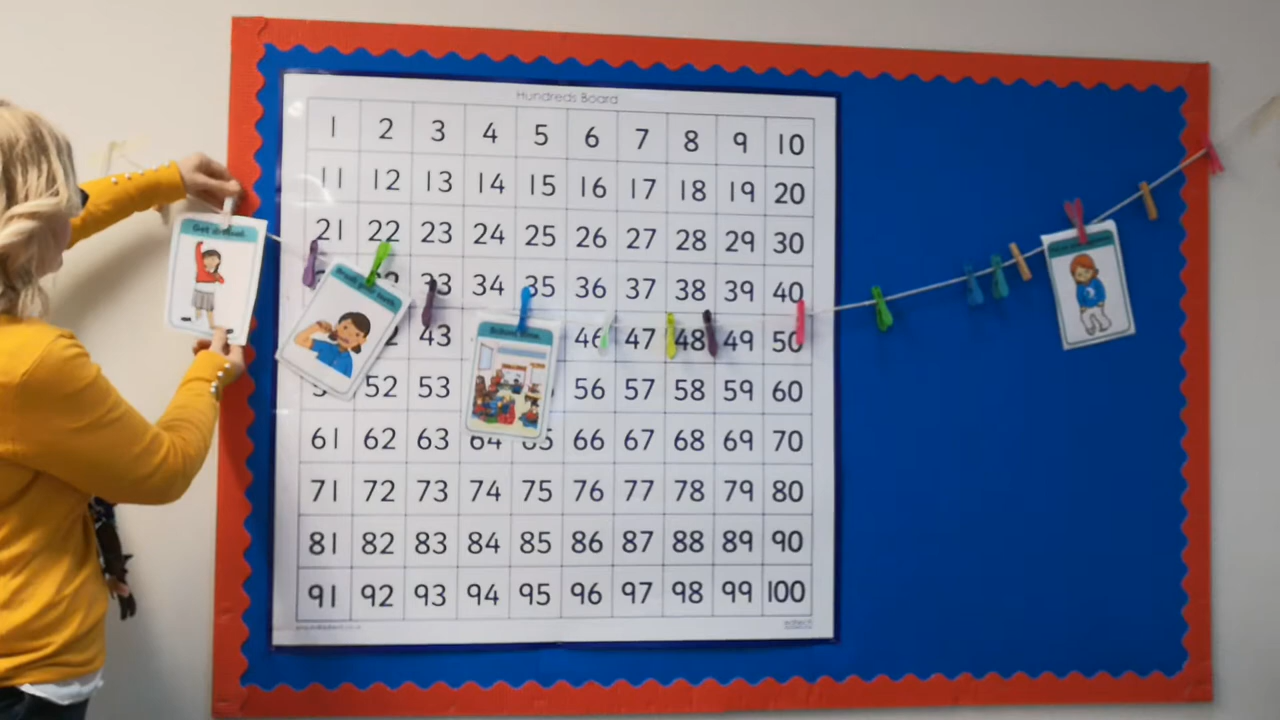 Hundreds Board
1 2 3 4 5 6 7 8 9 10
11 12 13 14 15 16 17 18 19 20
21 22 23 24 25 26 27 28 29 30
33 34 35 36 37 38 39 40
43 46 47 48 49 50
52 53 56 57 58 59 60
61 62 63 64 65 66 67 68 69 70
71 72 73 74 75 76 77 78 79 80
81 82 83 84 85 86 87 88 89 90
91 92 93 94 95 96 97 98 99 100
Brush your teeth
School time